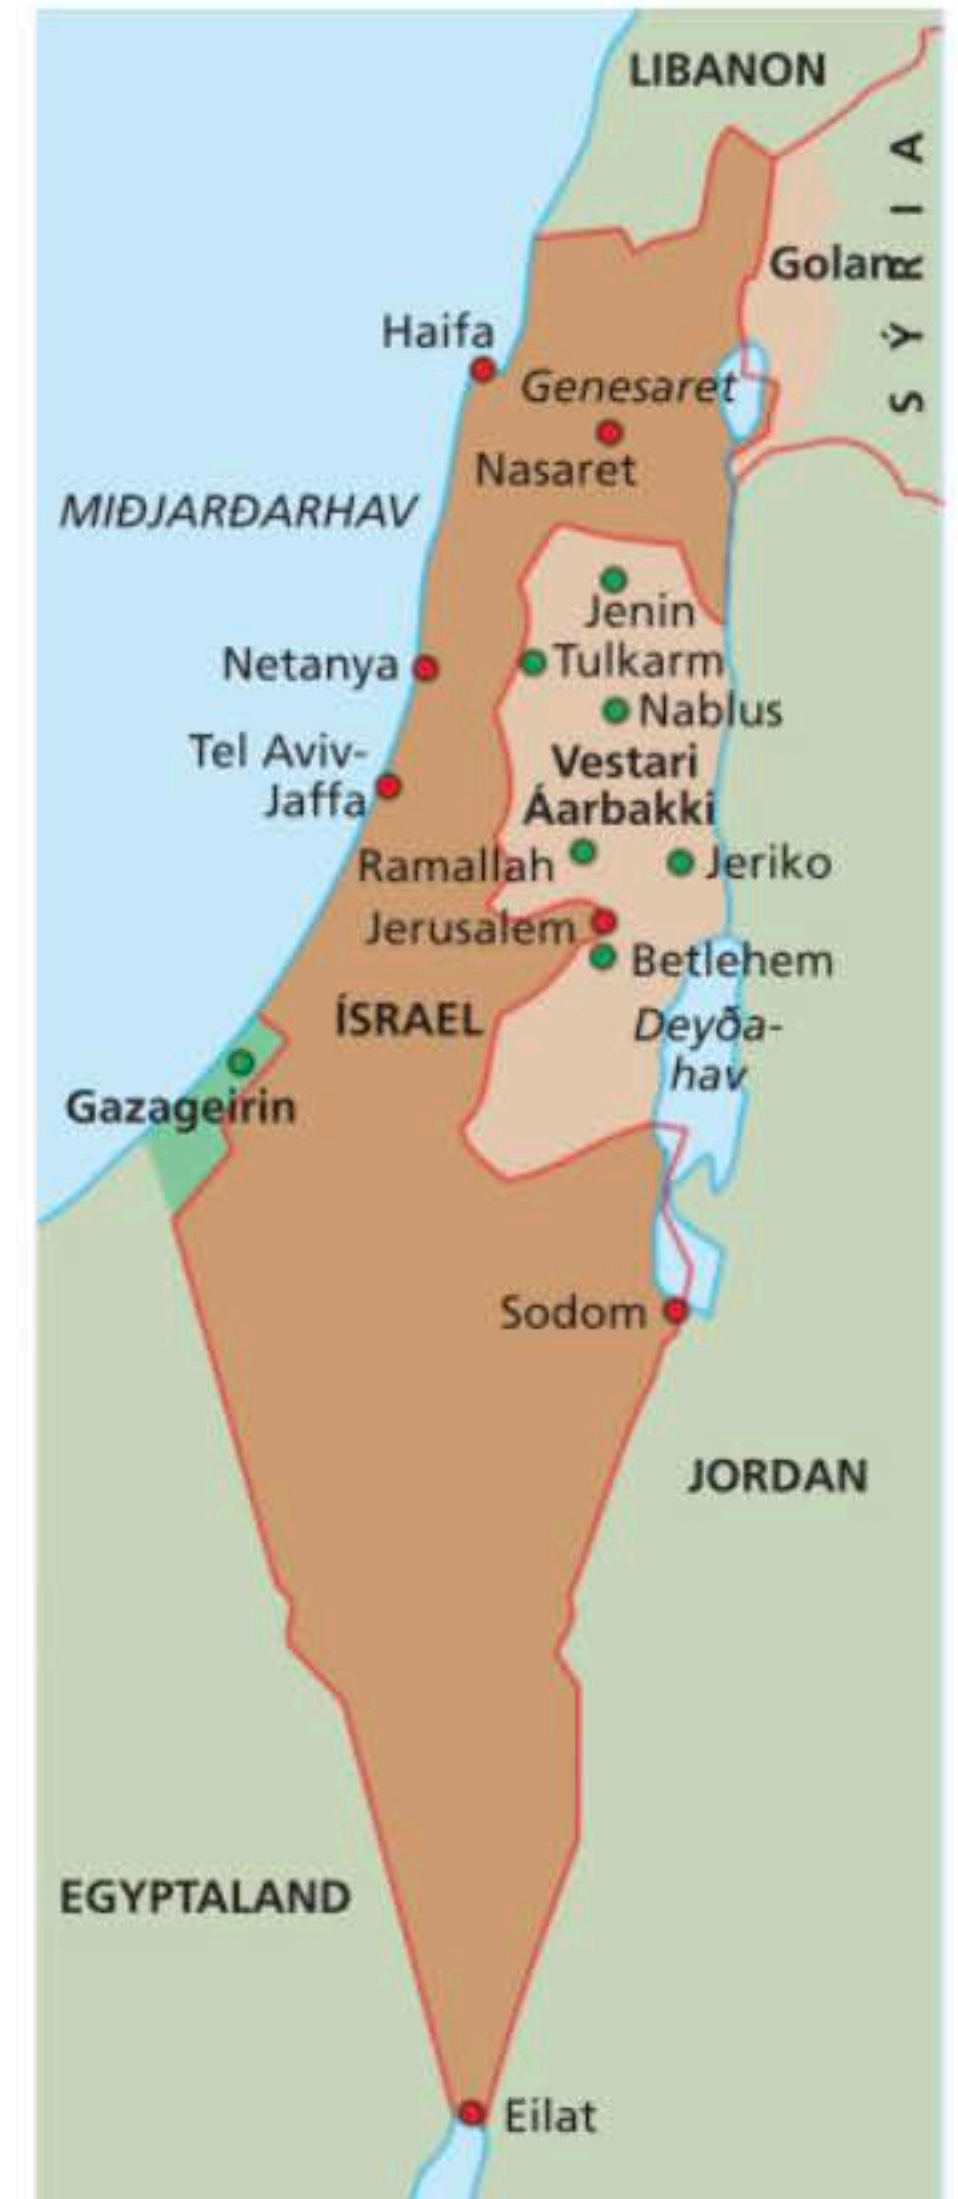 LIBANON
SÝRIA
Golan
Haifa
Genesaret
Nasaret
MIÐJARÐARHAV
Jenin
Netanya
Tulkarm
Nablus
Tel Aviv-
Jaffa
Vestari
Áarbakki
Ramallah
Jeriko
Jerusalem
Betlehem
ÍSRAEL
Deyða-
hav
Gazageirin
Sodom
JORDAN
EGYPTALAND
Eilat